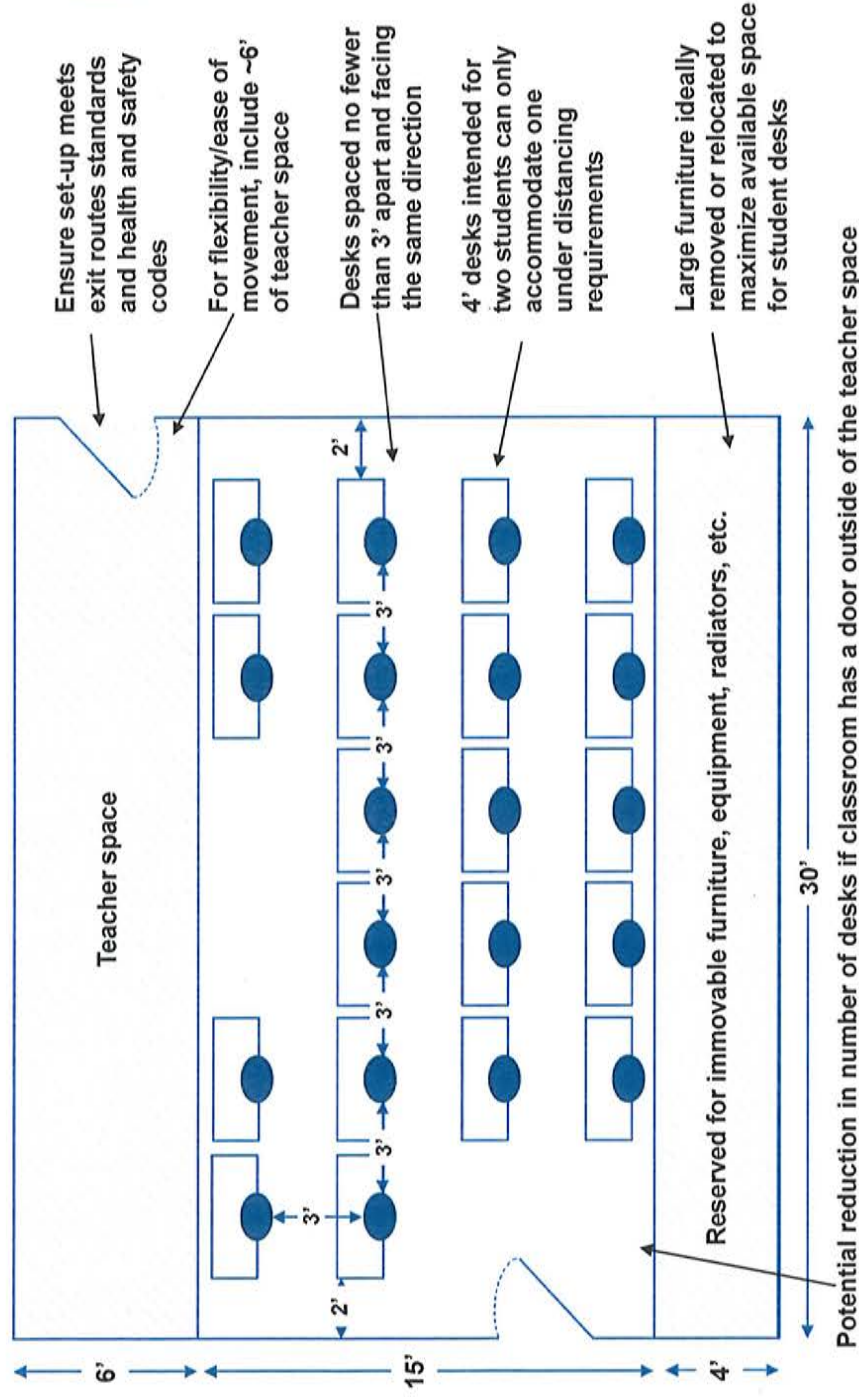 Ensure set-up meets
exit routes standards
and health and safety
codes
For flexibility/ease of
movement, include ~6'
of teacher space
Desks spaced no fewer
than 3' apart and facing
the same direction
4' desks intended for
two students can only
accommodate one
under distancing
requirements
Large furniture ideally
removed or relocated to
maximize available space
for student desks
Teacher space
6'
15'
4'
2'
3'
3'
3'
3'
3'
3'
2'
Reserved for immovable furniture, equipment, radiators, etc.
30'
Potential reduction in number of desks if classroom has a door outside of the teacher space